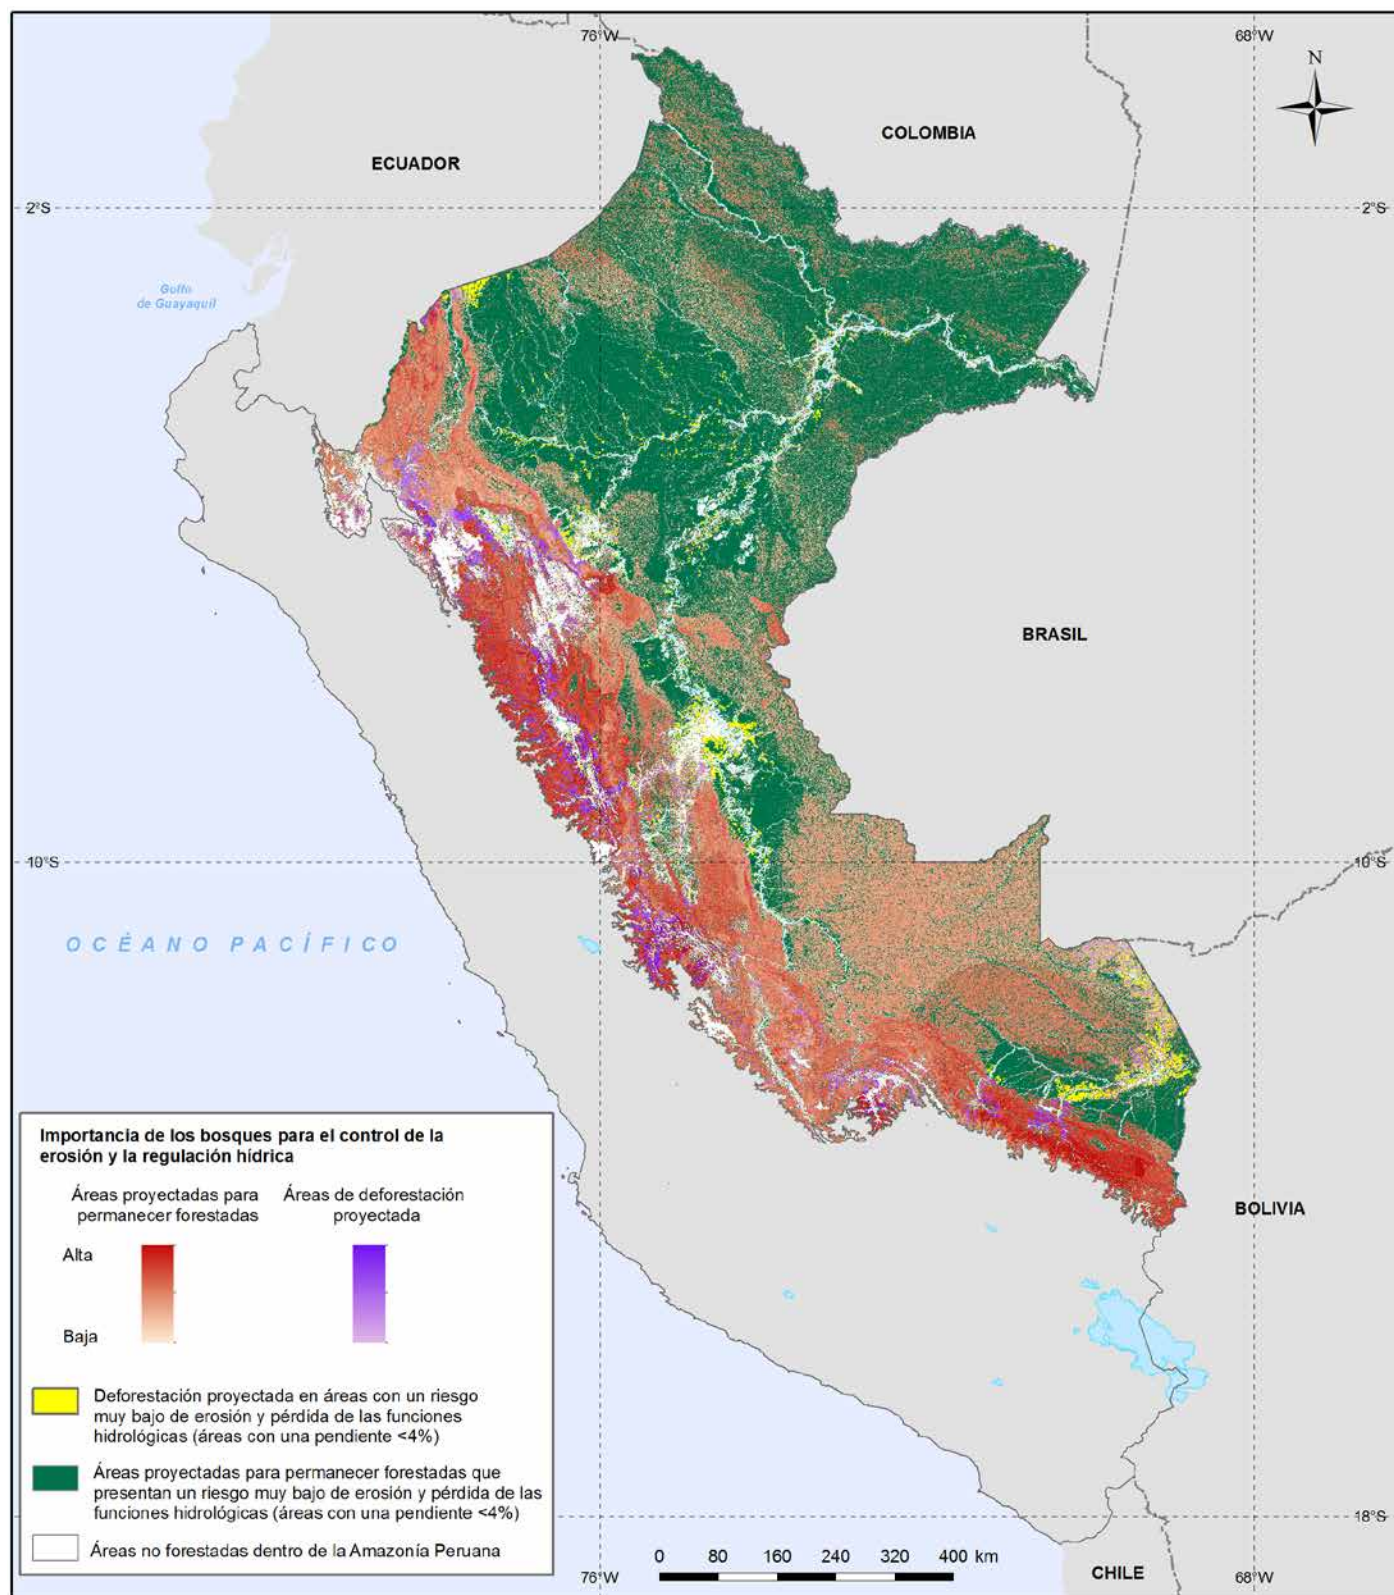 76°W
68°W
N
COLOMBIA
ECUADOR
2°S
2°S
Golfo
de Guayaquil
BRASIL
10°S
10°S
OCÉANO PACÍFICO
BOLIVIA
Importancia de los bosques para el control de la
erosión y la regulación hídrica
Áreas proyectadas para
permanecer forestadas
Áreas de deforestación
proyectada
Alta
Baja
Deforestación proyectada en áreas con un riesgo
muy bajo de erosión y pérdida de las funciones
hidrológicas (áreas con una pendiente <4%)
Áreas proyectadas para permanecer forestadas que
presentan un riesgo muy bajo de erosión y pérdida de las
funciones hidrológicas (áreas con una pendiente <4%)
Áreas no forestadas dentro de la Amazonía Peruana
18°S
0 80 160 240 320 400 km
76°W
CHILE
68°W